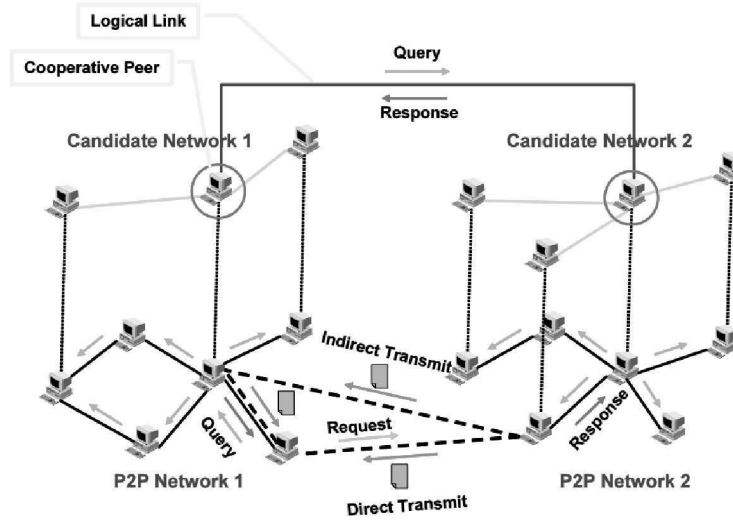 Logical Link
Cooperative Peer
Query
Response
Candidate Network 1
Candidate Network 2
Indirect Transmit
Query
Request
Response
P2P Network 1
Direct Transmit
P2P Network 2